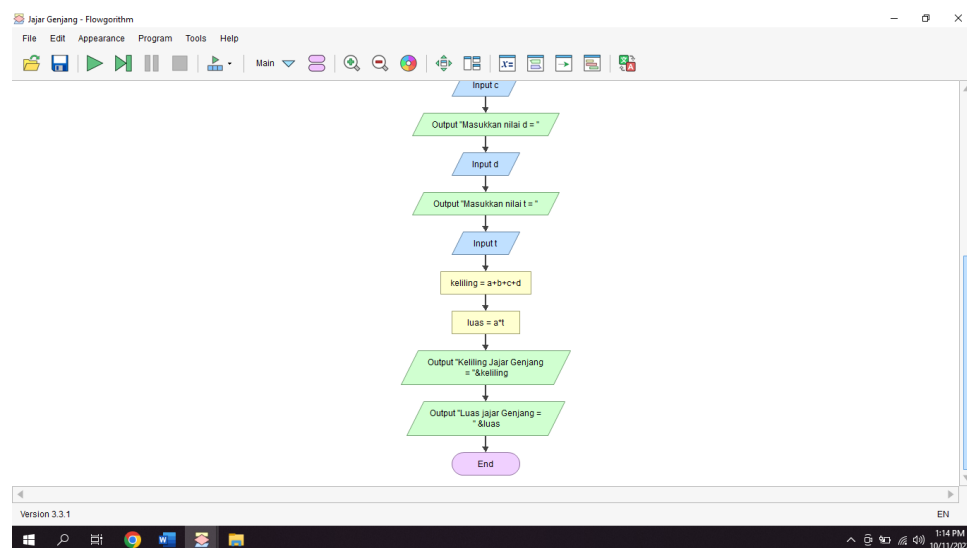 Jajar Genjang - Flowgorithm
File Edit Appearance Program Tools Help
Main
Input c
Output "Masukkan nilai d = "
Input d
Output "Masukkan nilai t = "
Input t
keliling = a+b+c+d
luas = a*t
Output "Keliling Jajar Genjang
= "&keliling
Output "Luas jajar Genjang =
" &luas
End
Version 3.3.1 EN
1:14 PM